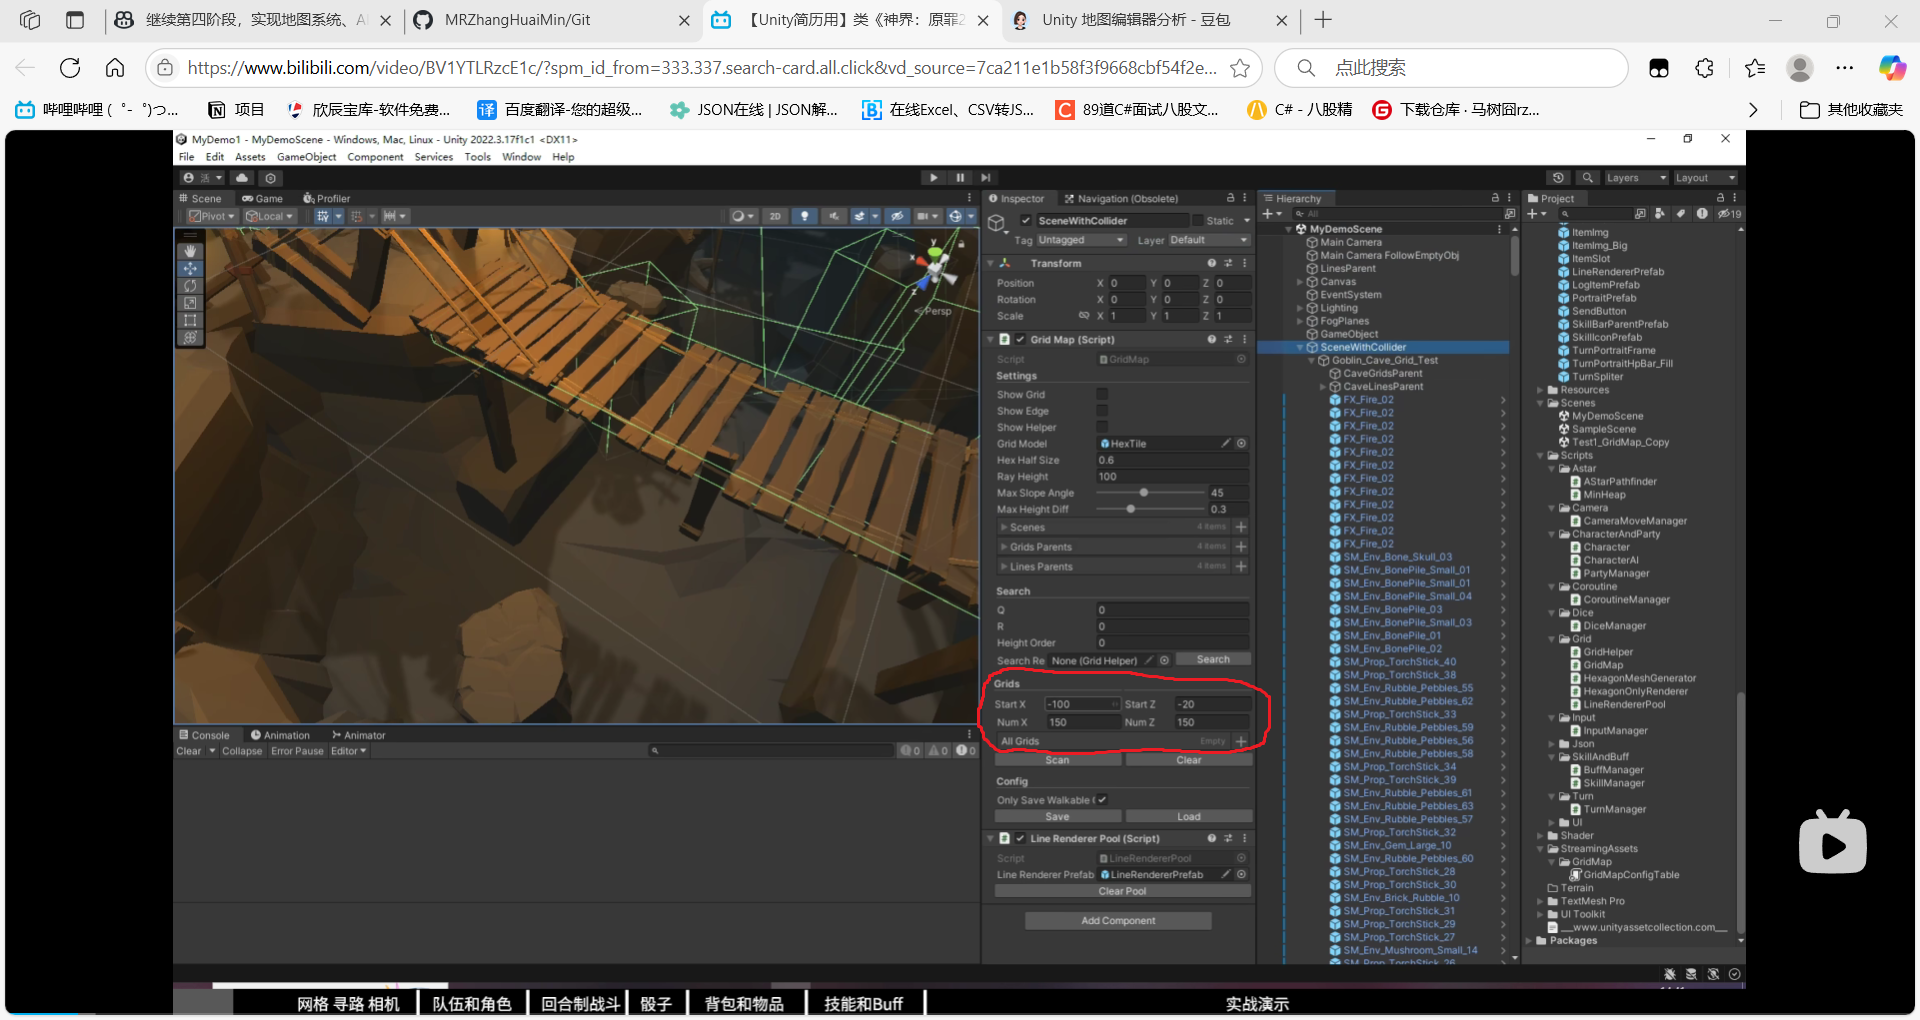 继续第四阶段，实现地图系统、A
MRZhangHuaiMin/Git
【Unity简历用】类《神界：原罪2
Unity 地图编辑器分析 - 豆包
https://www.bilibili.com/video/BV1YTLRzcE1c/?spm_id_from=333.337.search-card.all.click&vd_source=7ca211e1b58f3f9668cbf54f2e...
点此搜索
哔哩哔哩 (゜-゜)つ...
项目
欣辰宝库-软件免费...
百度翻译-您的超级...
JSON在线 | JSON解...
在线Excel、CSV转JS...
89道C#面试八股文...
C# - 八股精
下载仓库 · 马树囧rz...
其他收藏夹
MyDemo1 - MyDemoScene - Windows, Mac, Linux - Unity 2022.3.17f1c1 <DX11>
File Edit Assets GameObject Component Services Tools Window Help
Layers
Layout
Scene
Game
Profiler
Pivot
Local
2D
y
x
z
Persp
Console
Animation
Animator
Clear Collapse Error Pause Editor
0 0 0
Inspector
Navigation (Obsolete)
SceneWithCollider
Static
Tag Untagged Layer Default
Transform
Position X 0 Y 0 Z 0
Rotation X 0 Y 0 Z 0
Scale X 1 Y 1 Z 1
Grid Map (Script)
Script GridMap
Settings
Show Grid
Show Edge
Show Helper
Grid Model HexTile
Hex Half Size 0.6
Ray Height 100
Max Slope Angle 45
Max Height Diff 0.3
Scenes 4 items
Grids Parents 4 items
Lines Parents 4 items
Search
Q 0
R 0
Height Order 0
Search Re None (Grid Helper) Search
Grids
Start X -100 Start Z -20
Num X 150 Num Z 150
All Grids Empty
Scan Clear
Config
Only Save Walkable
Save Load
Line Renderer Pool (Script)
Script LineRendererPool
Line Renderer Prefab LineRendererPrefab
Clear Pool
Add Component
Hierarchy
All
MyDemoScene
Main Camera
Main Camera FollowEmptyObj
LinesParent
Canvas
EventSystem
Lighting
FogPlanes
GameObject
SceneWithCollider
Goblin_Cave_Grid_Test
CaveGridsParent
CaveLinesParent
FX_Fire_02
FX_Fire_02
FX_Fire_02
FX_Fire_02
FX_Fire_02
FX_Fire_02
FX_Fire_02
FX_Fire_02
FX_Fire_02
FX_Fire_02
FX_Fire_02
FX_Fire_02
SM_Env_Bone_Skull_03
SM_Env_BonePile_Small_01
SM_Env_BonePile_Small_01
SM_Env_BonePile_Small_04
SM_Env_BonePile_03
SM_Env_BonePile_Small_03
SM_Env_BonePile_01
SM_Env_BonePile_02
SM_Prop_TorchStick_40
SM_Prop_TorchStick_38
SM_Env_Rubble_Pebbles_55
SM_Env_Rubble_Pebbles_62
SM_Prop_TorchStick_33
SM_Env_Rubble_Pebbles_59
SM_Env_Rubble_Pebbles_56
SM_Env_Rubble_Pebbles_58
SM_Prop_TorchStick_34
SM_Prop_TorchStick_39
SM_Env_Rubble_Pebbles_61
SM_Env_Rubble_Pebbles_63
SM_Env_Rubble_Pebbles_57
SM_Prop_TorchStick_32
SM_Env_Gem_Large_10
SM_Env_Rubble_Pebbles_60
SM_Prop_TorchStick_28
SM_Prop_TorchStick_30
SM_Env_Brick_Rubble_10
SM_Prop_TorchStick_31
SM_Prop_TorchStick_29
SM_Prop_TorchStick_27
SM_Env_Mushroom_Small_14
SM_Prop_TorchStick_26
Project
19
ItemImg
ItemImg_Big
ItemSlot
LineRendererPrefab
LogItemPrefab
PortraitPrefab
SendButton
SkillBarParentPrefab
SkillIconPrefab
TurnPortraitFrame
TurnPortraitHpBar_Fill
TurnSpliter
Resources
Scenes
MyDemoScene
SampleScene
Test1_GridMap_Copy
Scripts
Astar
AStarPathfinder
MinHeap
Camera
CameraMoveManager
CharacterAndParty
Character
CharacterAI
PartyManager
Coroutine
CoroutineManager
Dice
DiceManager
Grid
GridHelper
GridMap
HexagonMeshGenerator
HexagonOnlyRenderer
LineRendererPool
Input
InputManager
Json
SkillAndBuff
BuffManager
SkillManager
Turn
TurnManager
UI
Shader
StreamingAssets
GridMap
GridMapConfigTable
Terrain
TextMesh Pro
UI Toolkit
__www.unityassetcollection.com__
Packages
网格 寻路 相机
队伍和角色
回合制战斗
骰子
背包和物品
技能和Buff
实战演示